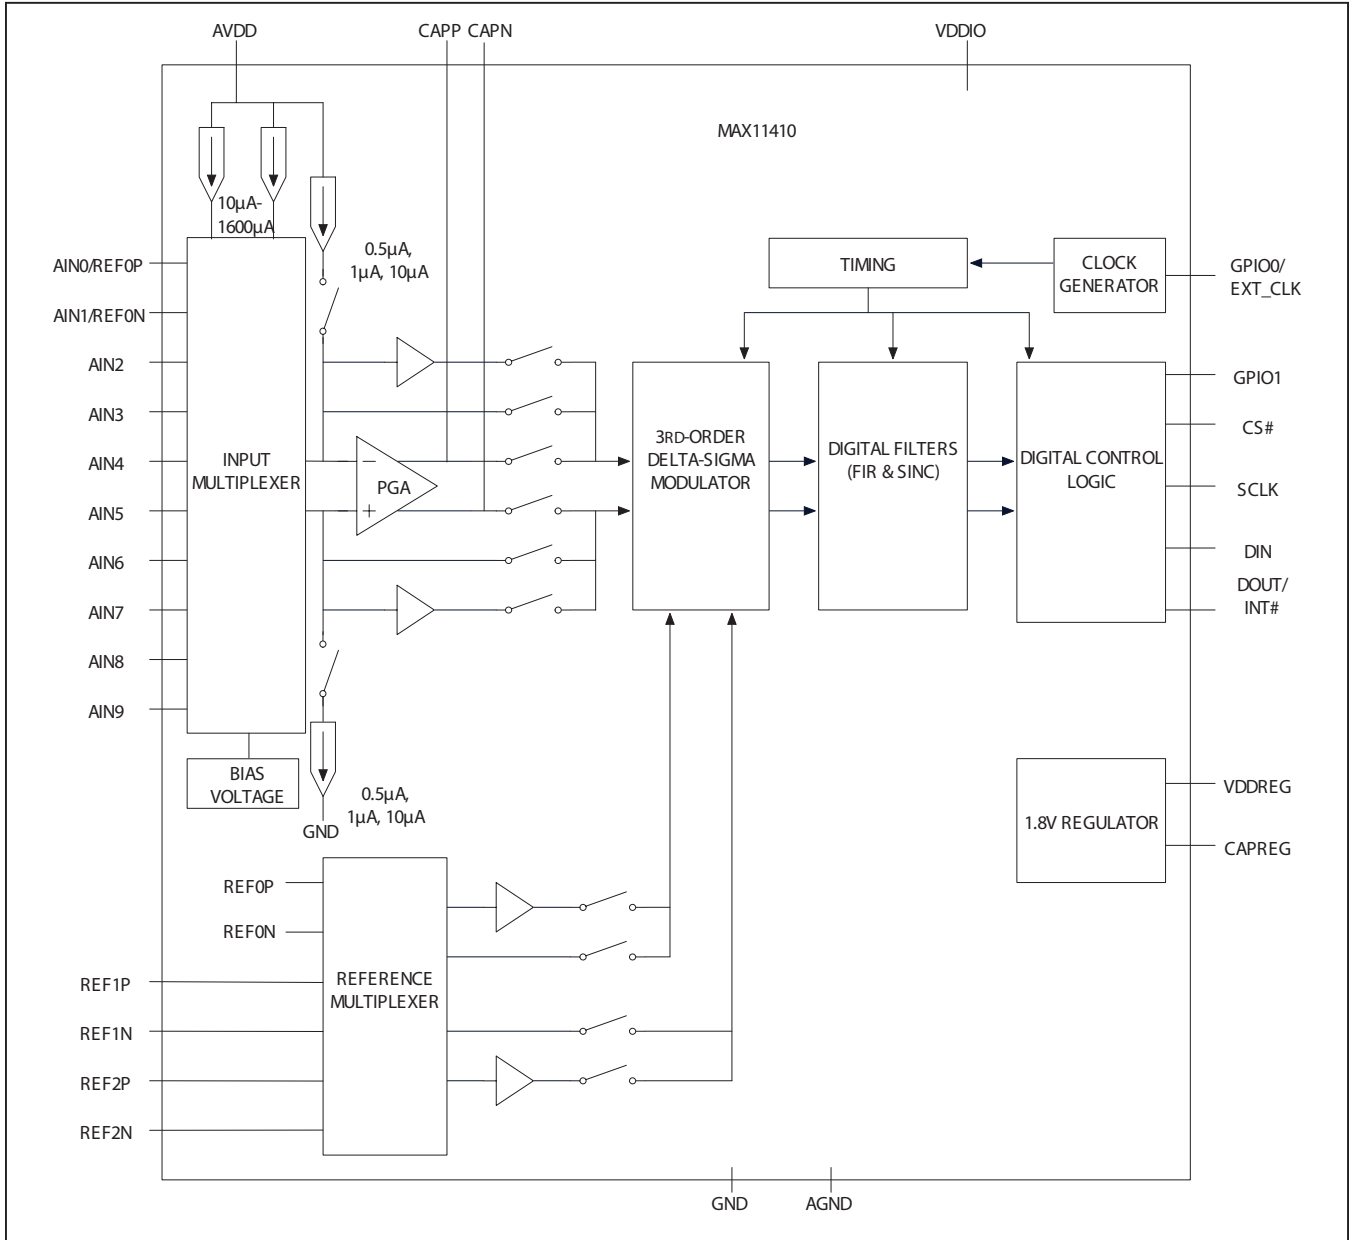 AVDD
CAPP CAPN
VDDIO
MAX11410
10µA-
1600µA
0.5µA,
1µA, 10µA
TIMING
CLOCK
GENERATOR
GPIO0/
EXT_CLK
AIN0/REF0P
AIN1/REF0N
AIN2
AIN3
AIN4
AIN5
AIN6
AIN7
AIN8
AIN9
INPUT
MULTIPLEXER
−
PGA
+
3RD-ORDER
DELTA-SIGMA
MODULATOR
DIGITAL FILTERS
(FIR & SINC)
DIGITAL CONTROL
LOGIC
GPIO1
CS#
SCLK
DIN
DOUT/
INT#
BIAS
VOLTAGE
0.5µA,
1µA, 10µA
GND
1.8V REGULATOR
VDDREG
CAPREG
REF0P
REF0N
REF1P
REF1N
REF2P
REF2N
REFERENCE
MULTIPLEXER
GND
AGND